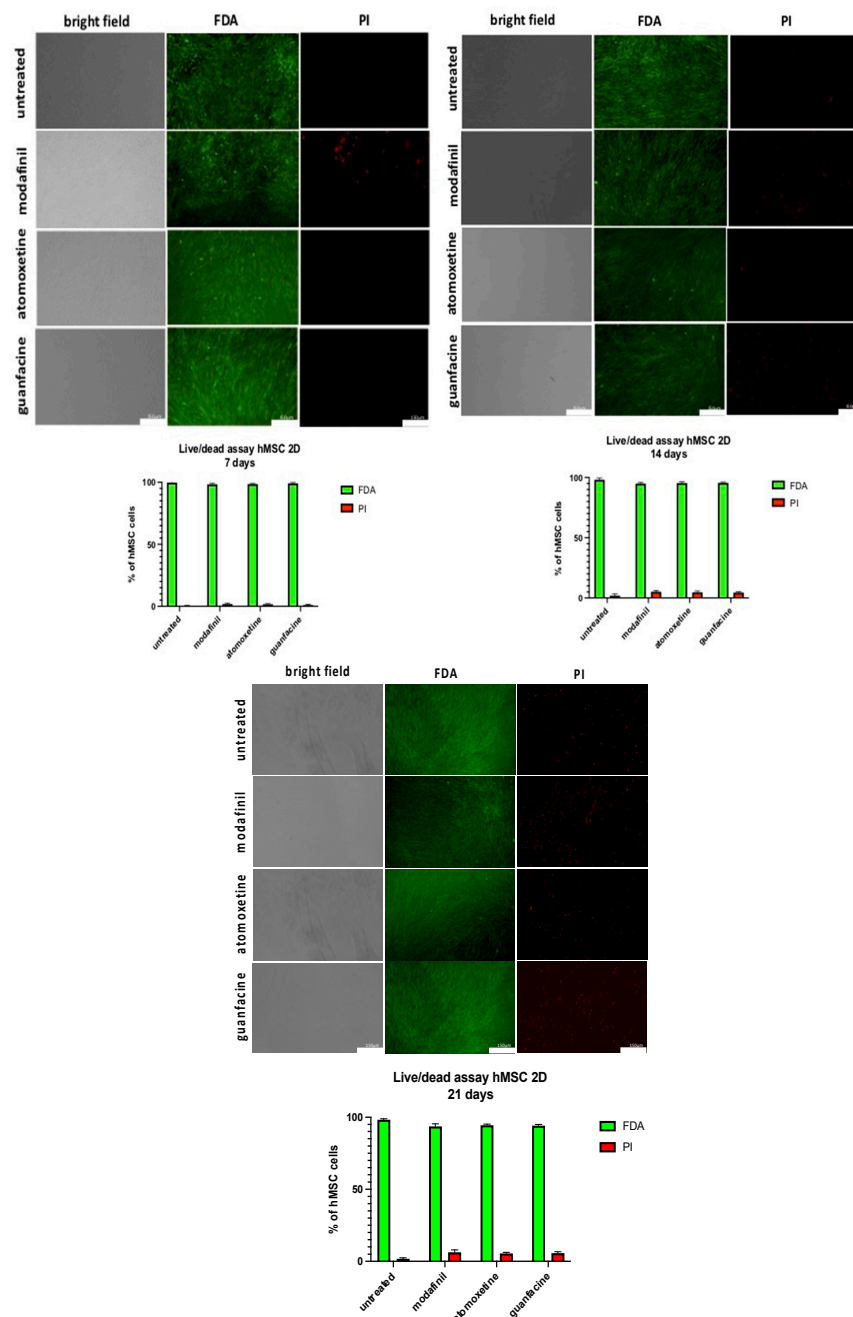 bright field FDA PI
untreated
modafinil
atomoxetine
guanfacine
bright field FDA PI
untreated
modafinil
atomoxetine
guanfacine
Live/dead assay hMSC 2D
7 days
% of hMSC cells
100
50
0
untreated
modafinil
atomoxetine
guanfacine
FDA
PI
Live/dead assay hMSC 2D
14 days
% of hMSC cells
100
50
0
untreated
modafinil
atomoxetine
guanfacine
FDA
PI
bright field FDA PI
untreated
modafinil
atomoxetine
guanfacine
150µm 150µm 150µm
Live/dead assay hMSC 2D
21 days
% of hMSC cells
100
50
0
untreated
modafinil
tomoxetine
guanfacine
FDA
PI